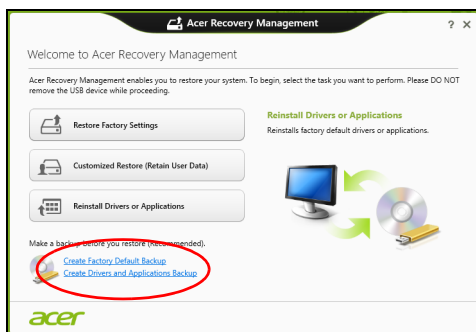 Acer Recovery Management
? X
Welcome to Acer Recovery Management
Acer Recovery Management enables you to restore your system. To begin, select the task you want to perform. Please DO NOT
remove the USB device while proceeding.
Restore Factory Settings
Customized Restore (Retain User Data)
Reinstall Drivers or Applications
Reinstall Drivers or Applications
Reinstalls factory default drivers or applications.
Make a backup before you restore (Recommended).
Create Factory Default Backup
Create Drivers and Applications Backup
acer